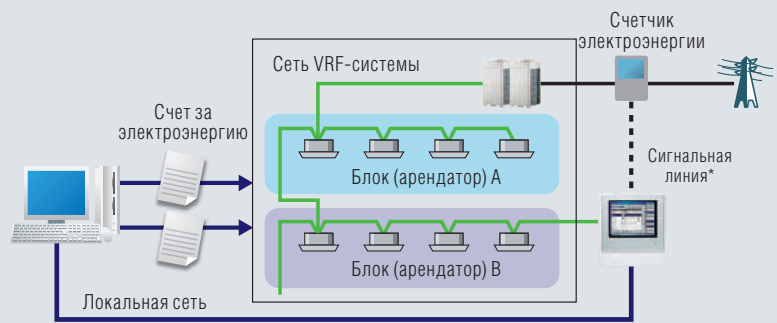 Счетчик
электроэнергии
Сеть VRF-системы
Счет за
электроэнергию
Блок (арендатор) A
Сигнальная
линия*
Блок (арендатор) B
Локальная сеть